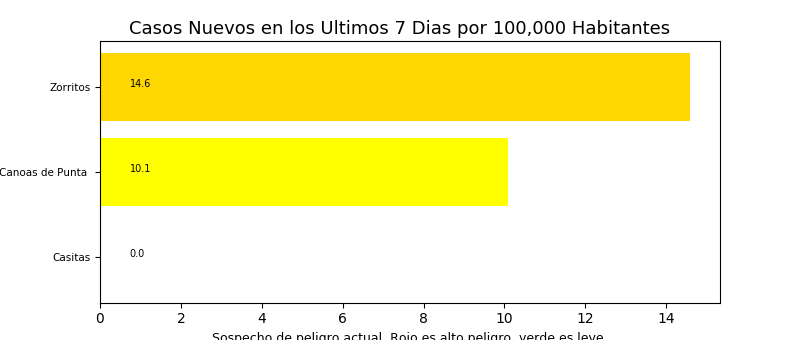 Casos Nuevos en los Ultimos 7 Dias por 100,000 Habitantes
Zorritos
14.6
Canoas de Punta
10.1
Casitas
0.0
0 2 4 6 8 10 12 14
Sospecho de peligro actual. Rojo es alto peligro, verde es leve